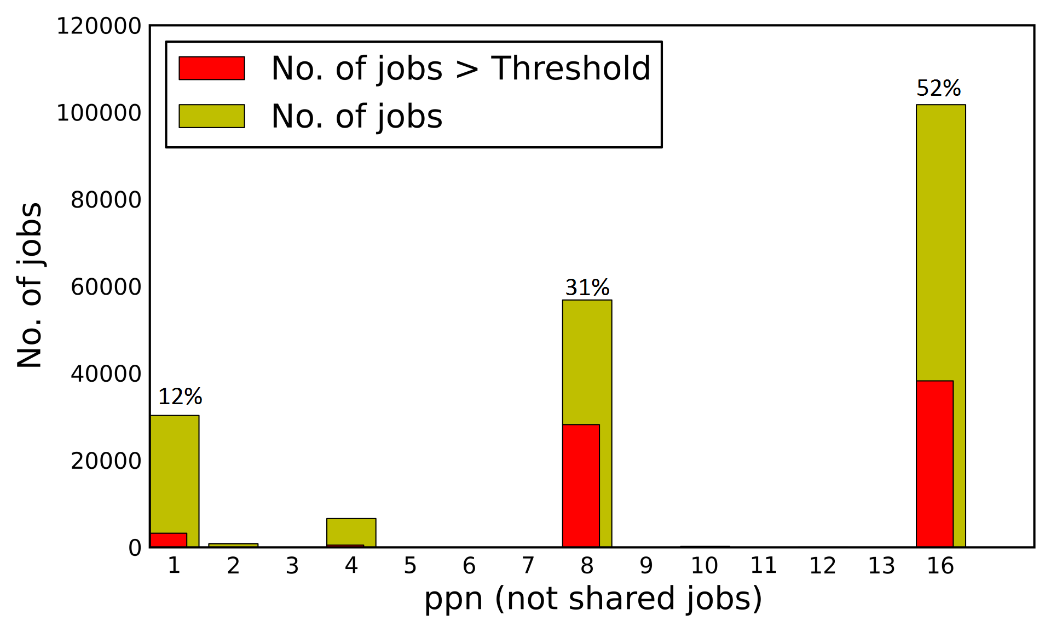 120000
100000
80000
60000
40000
20000
0
No. of jobs
No. of jobs > Threshold
No. of jobs
12%
31%
52%
1 2 3 4 5 6 7 8 9 10 11 12 13 16
ppn (not shared jobs)